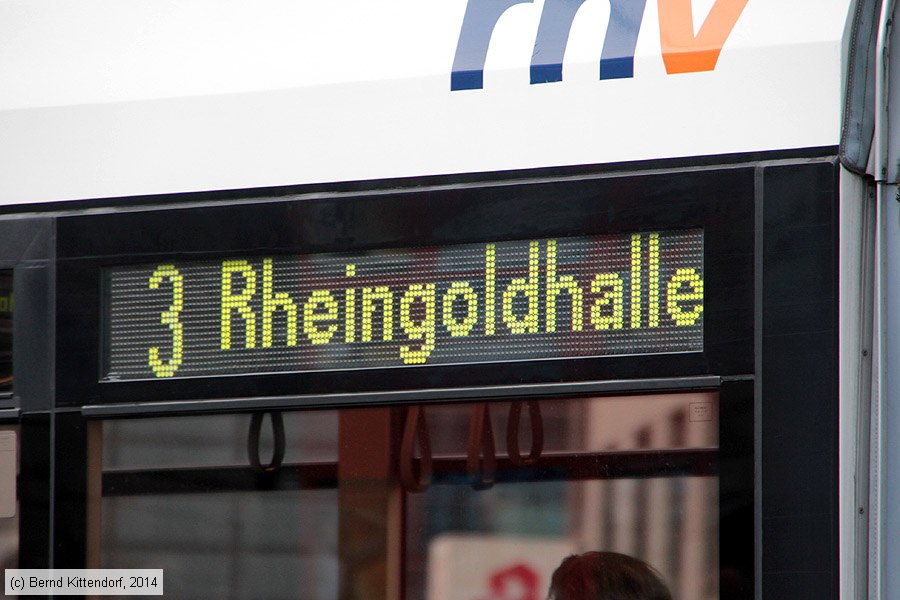 rnv
3 Rheingoldhalle
(c) Bernd Kittendorf, 2014